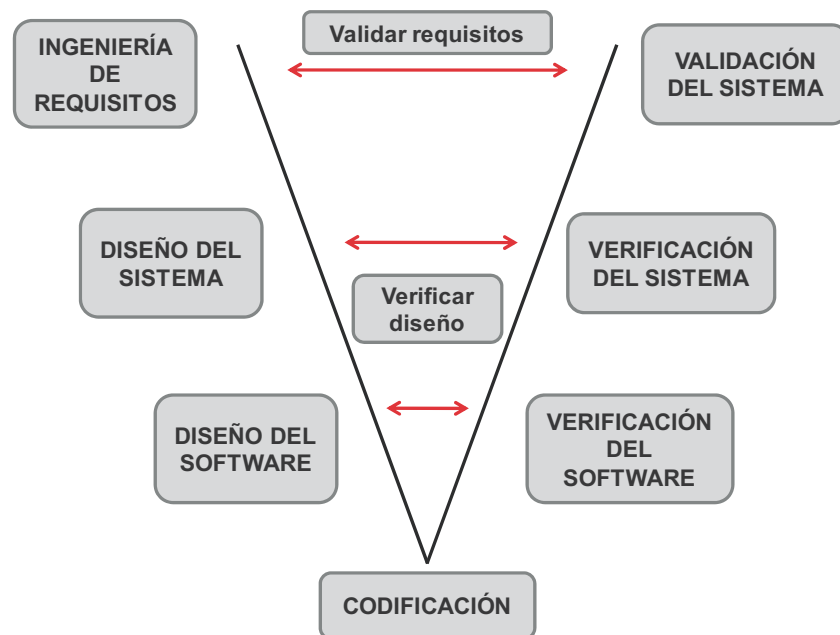 INGENIERÍA
DE
REQUISITOS
Validar requisitos
VALIDACIÓN
DEL SISTEMA
DISEÑO DEL
SISTEMA
Verificar
diseño
VERIFICACIÓN
DEL SISTEMA
DISEÑO DEL
SOFTWARE
VERIFICACIÓN
DEL
SOFTWARE
CODIFICACIÓN